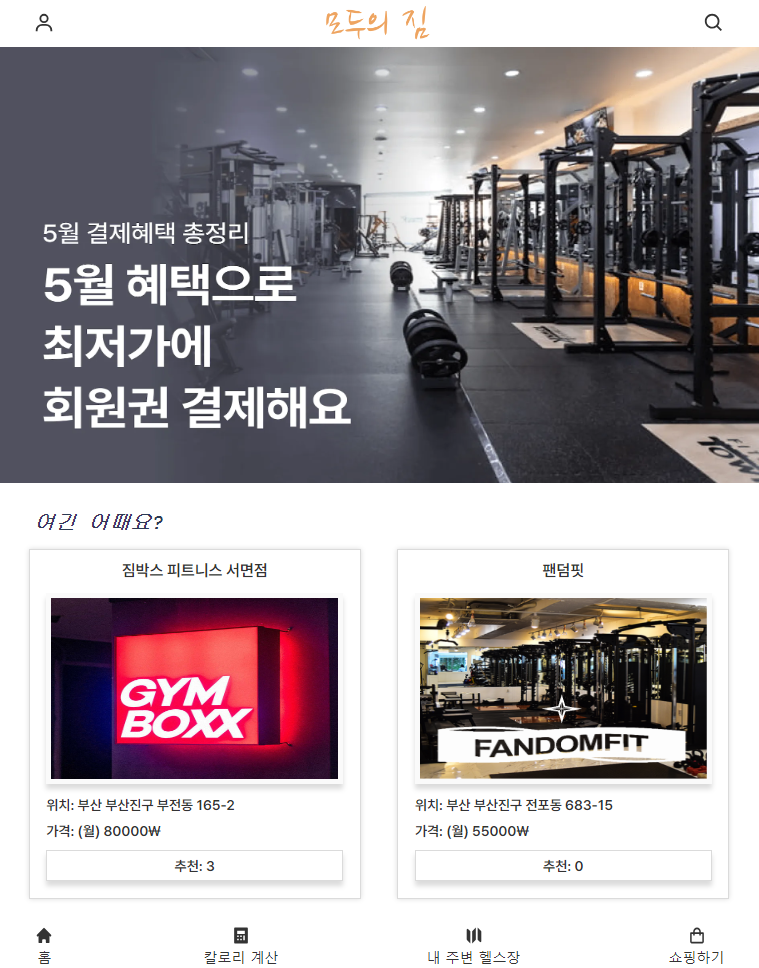 모두의 짐
5월 결제혜택 총정리
5월 혜택으로
최저가에
회원권 결제해요
여긴 어때요?
짐박스 피트니스 서면점
팬덤핏
GYM
BOXX
FANDOMFIT
위치: 부산 부산진구 부전동 165-2
위치: 부산 부산진구 전포동 683-15
가격: (월) 80000₩
가격: (월) 55000₩
추천: 3
추천: 0
홈
칼로리 계산
내 주변 헬스장
쇼핑하기